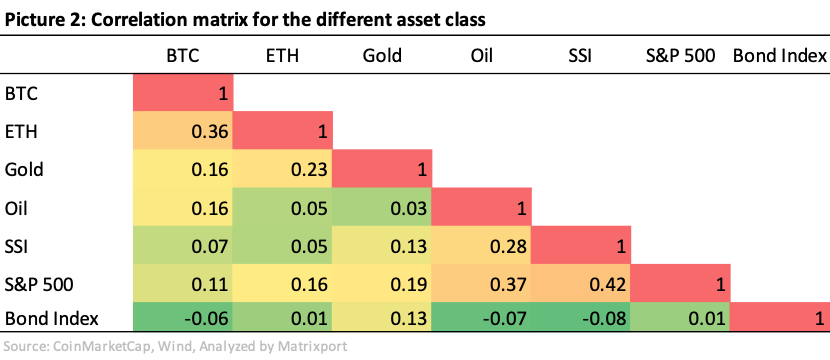 Picture 2: Correlation matrix for the different asset class
BTC ETH Gold Oil SSI S&P 500 Bond Index
BTC 1
ETH 0.36 1
Gold 0.16 0.23 1
Oil 0.16 0.05 0.03 1
SSI 0.07 0.05 0.13 0.28 1
S&P 500 0.11 0.16 0.19 0.37 0.42 1
Bond Index -0.06 0.01 0.13 -0.07 -0.08 0.01 1
Source: CoinMarketCap, Wind, Analyzed by Matrixport